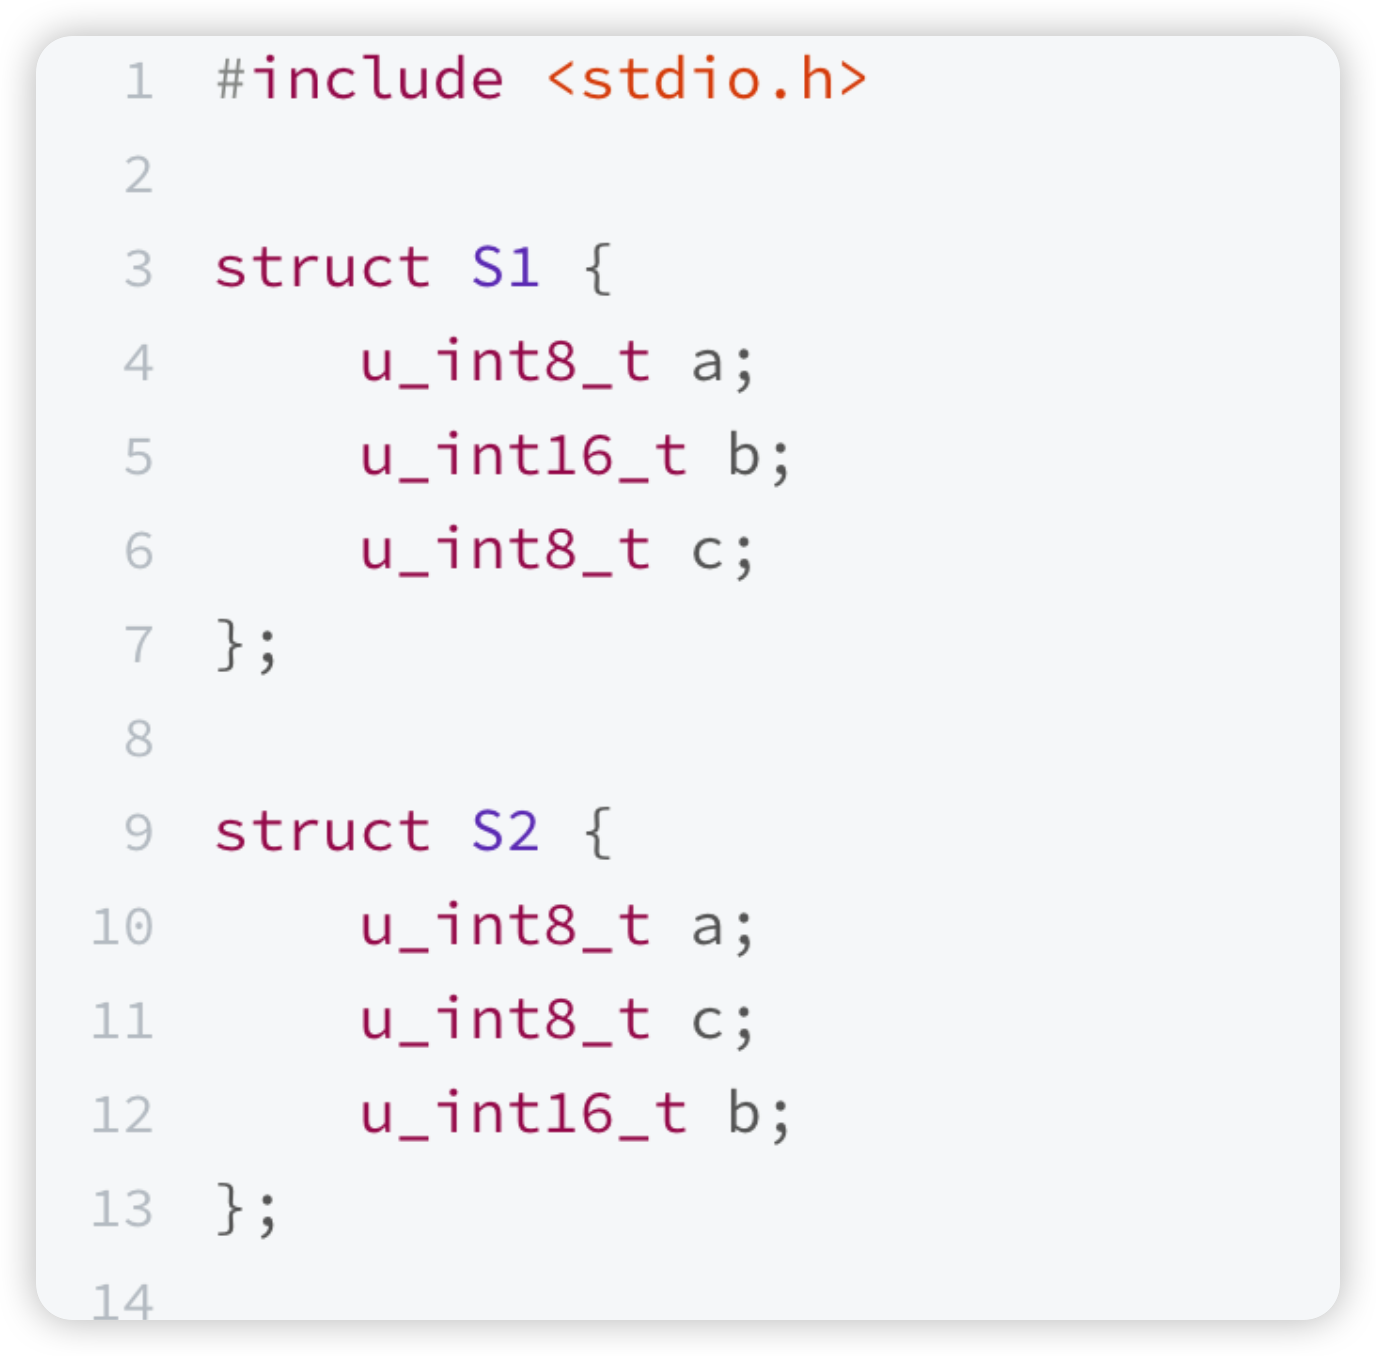 1 #include <stdio.h>
2
3 struct S1 {
4     u_int8_t a;
5     u_int16_t b;
6     u_int8_t c;
7 };
8
9 struct S2 {
10     u_int8_t a;
11     u_int8_t c;
12     u_int16_t b;
13 };
14